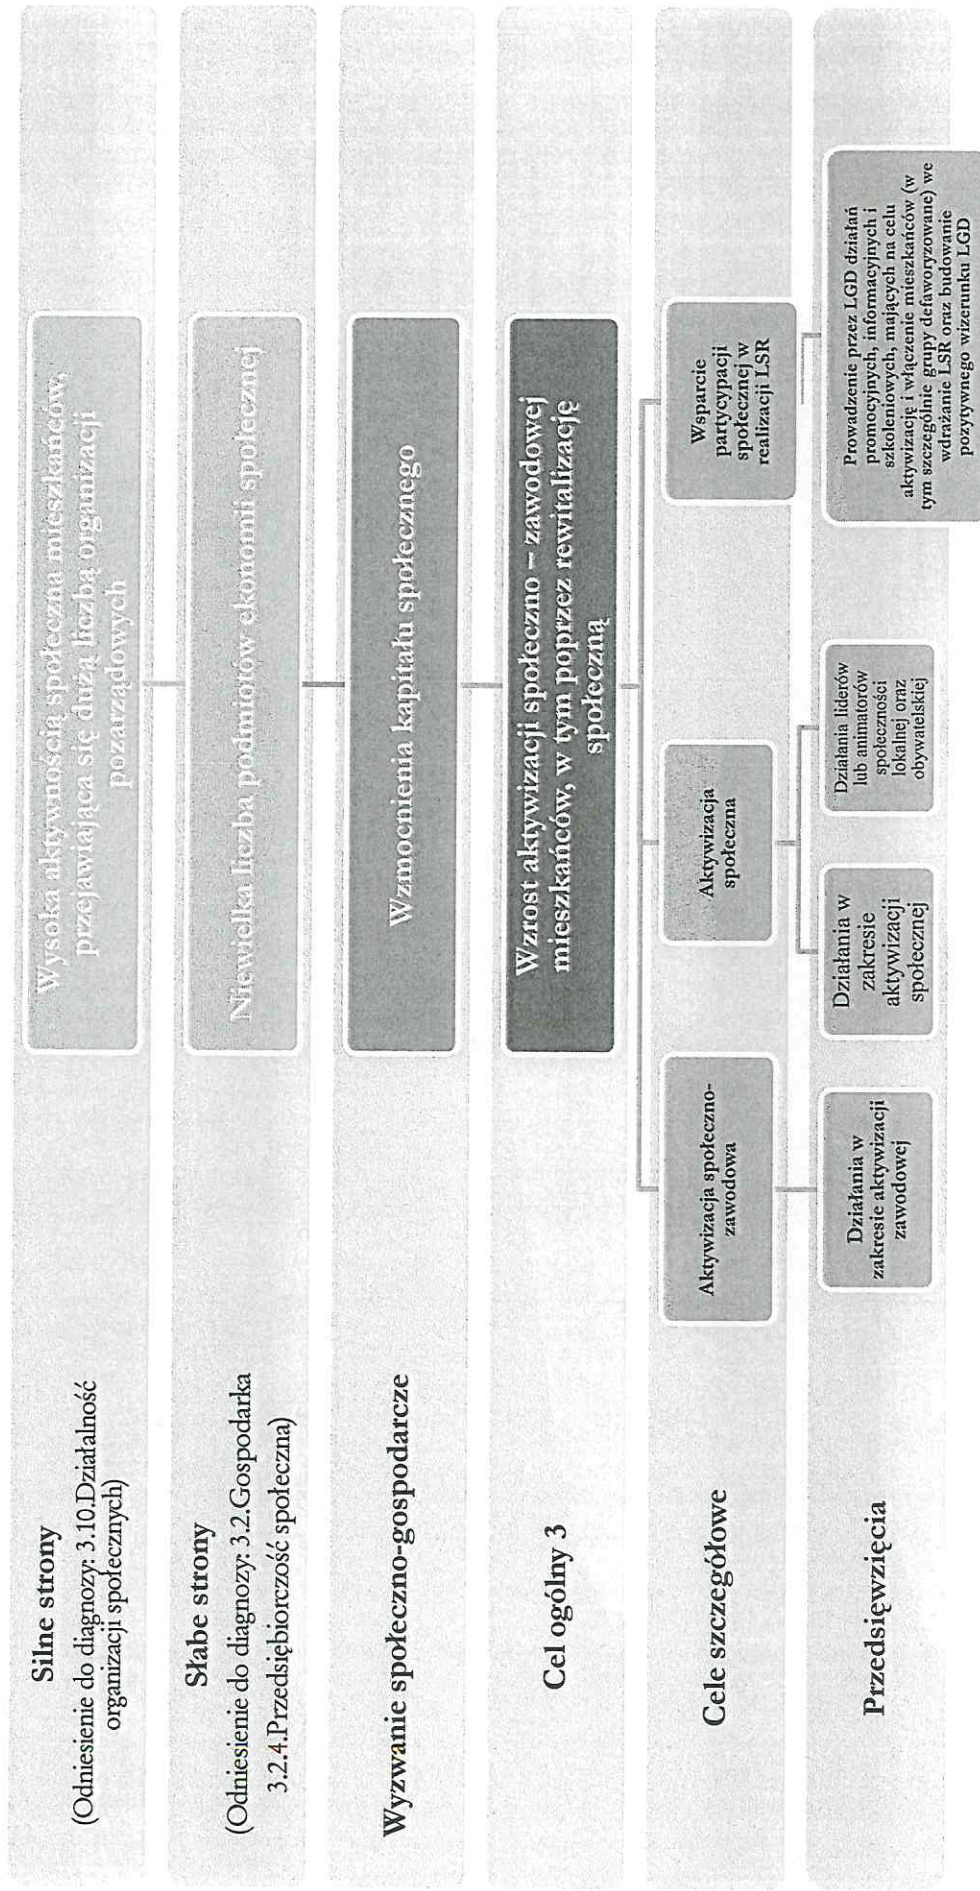 Silne strony
(Odniesienie do diagnozy: 3.10.Działalność
organizacji społecznych)
Wysoka aktywnością społeczna mieszkańców,
przejawiająca się dużą liczbą organizacji
pozarządowych
Słabe strony
(Odniesienie do diagnozy: 3.2.Gospodarka
3.2.4.Przedsiębiorczość społeczna)
Niewielka liczba podmiotów ekonomii społecznej
Wyzwanie społeczno-gospodarcze
Wzmocnienia kapitału społecznego
Cel ogólny 3
Wzrost aktywizacji społeczno – zawodowej
mieszkańców, w tym poprzez rewitalizację
społeczną
Cele szczegółowe
Aktywizacja społeczno-
zawodowa
Aktywizacja
społeczna
Wsparcie
partycypacji
społecznej w
realizacji LSR
Przedsięwzięcia
Działania w
zakresie aktywizacji
zawodowej
Działania w
zakresie
aktywizacji
społecznej
Działania liderów
lub animatorów
społeczności
lokalnej oraz
obywatelskiej
Prowadzenie przez LGD działań
promocyjnych, informacyjnych i
szkoleniowych, mających na celu
aktywizację i włączenie mieszkańców (w
tym szczególnie grupy defaworyzowane) we
wdrażanie LSR oraz budowanie
pozytywnego wizerunku LGD